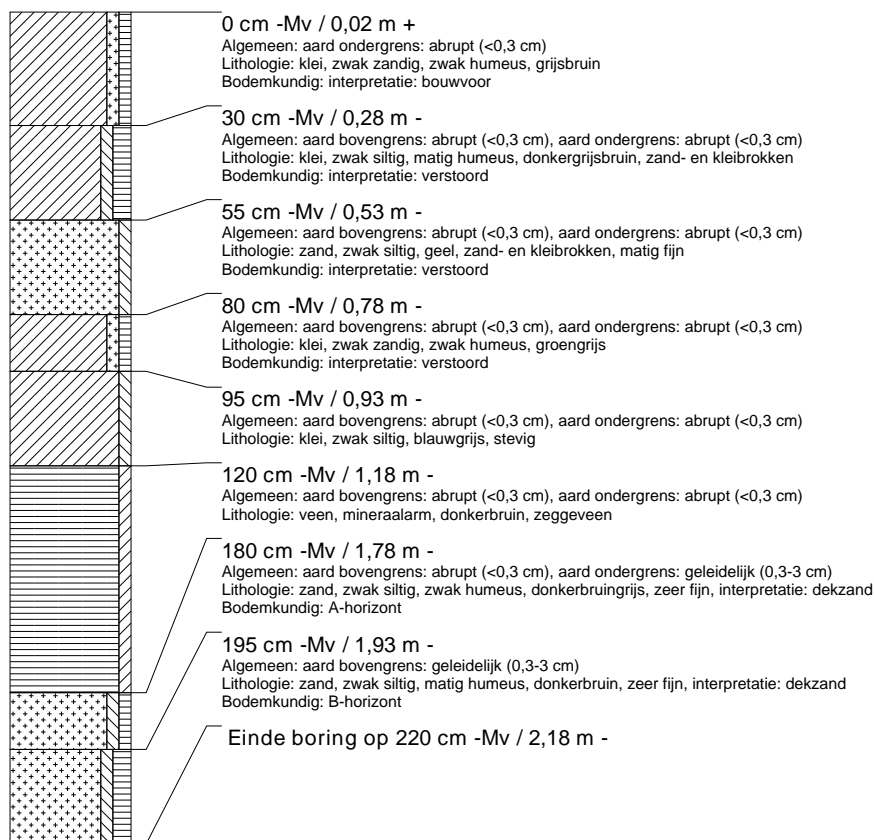 0 cm -Mv / 0,02 m +
Algemeen: aard ondergrens: abrupt (<0,3 cm)
Lithologie: klei, zwak zandig, zwak humeus, grijsbruin
Bodemkundig: interpretatie: bouwvoor
30 cm -Mv / 0,28 m -
Algemeen: aard bovengrens: abrupt (<0,3 cm), aard ondergrens: abrupt (<0,3 cm)
Lithologie: klei, zwak siltig, matig humeus, donkergrijsbruin, zand- en kleibrokken
Bodemkundig: interpretatie: verstoord
55 cm -Mv / 0,53 m -
Algemeen: aard bovengrens: abrupt (<0,3 cm), aard ondergrens: abrupt (<0,3 cm)
Lithologie: zand, zwak siltig, geel, zand- en kleibrokken, matig fijn
Bodemkundig: interpretatie: verstoord
80 cm -Mv / 0,78 m -
Algemeen: aard bovengrens: abrupt (<0,3 cm), aard ondergrens: abrupt (<0,3 cm)
Lithologie: klei, zwak zandig, zwak humeus, groengrijs
Bodemkundig: interpretatie: verstoord
95 cm -Mv / 0,93 m -
Algemeen: aard bovengrens: abrupt (<0,3 cm), aard ondergrens: abrupt (<0,3 cm)
Lithologie: klei, zwak siltig, blauwgrijs, stevig
120 cm -Mv / 1,18 m -
Algemeen: aard bovengrens: abrupt (<0,3 cm), aard ondergrens: abrupt (<0,3 cm)
Lithologie: veen, mineraalarm, donkerbruin, zeggeveen
180 cm -Mv / 1,78 m -
Algemeen: aard bovengrens: abrupt (<0,3 cm), aard ondergrens: geleidelijk (0,3-3 cm)
Lithologie: zand, zwak siltig, zwak humeus, donkerbruingrijs, zeer fijn, interpretatie: dekzand
Bodemkundig: A-horizont
195 cm -Mv / 1,93 m -
Algemeen: aard bovengrens: geleidelijk (0,3-3 cm)
Lithologie: zand, zwak siltig, matig humeus, donkerbruin, zeer fijn, interpretatie: dekzand
Bodemkundig: B-horizont
Einde boring op 220 cm -Mv / 2,18 m -